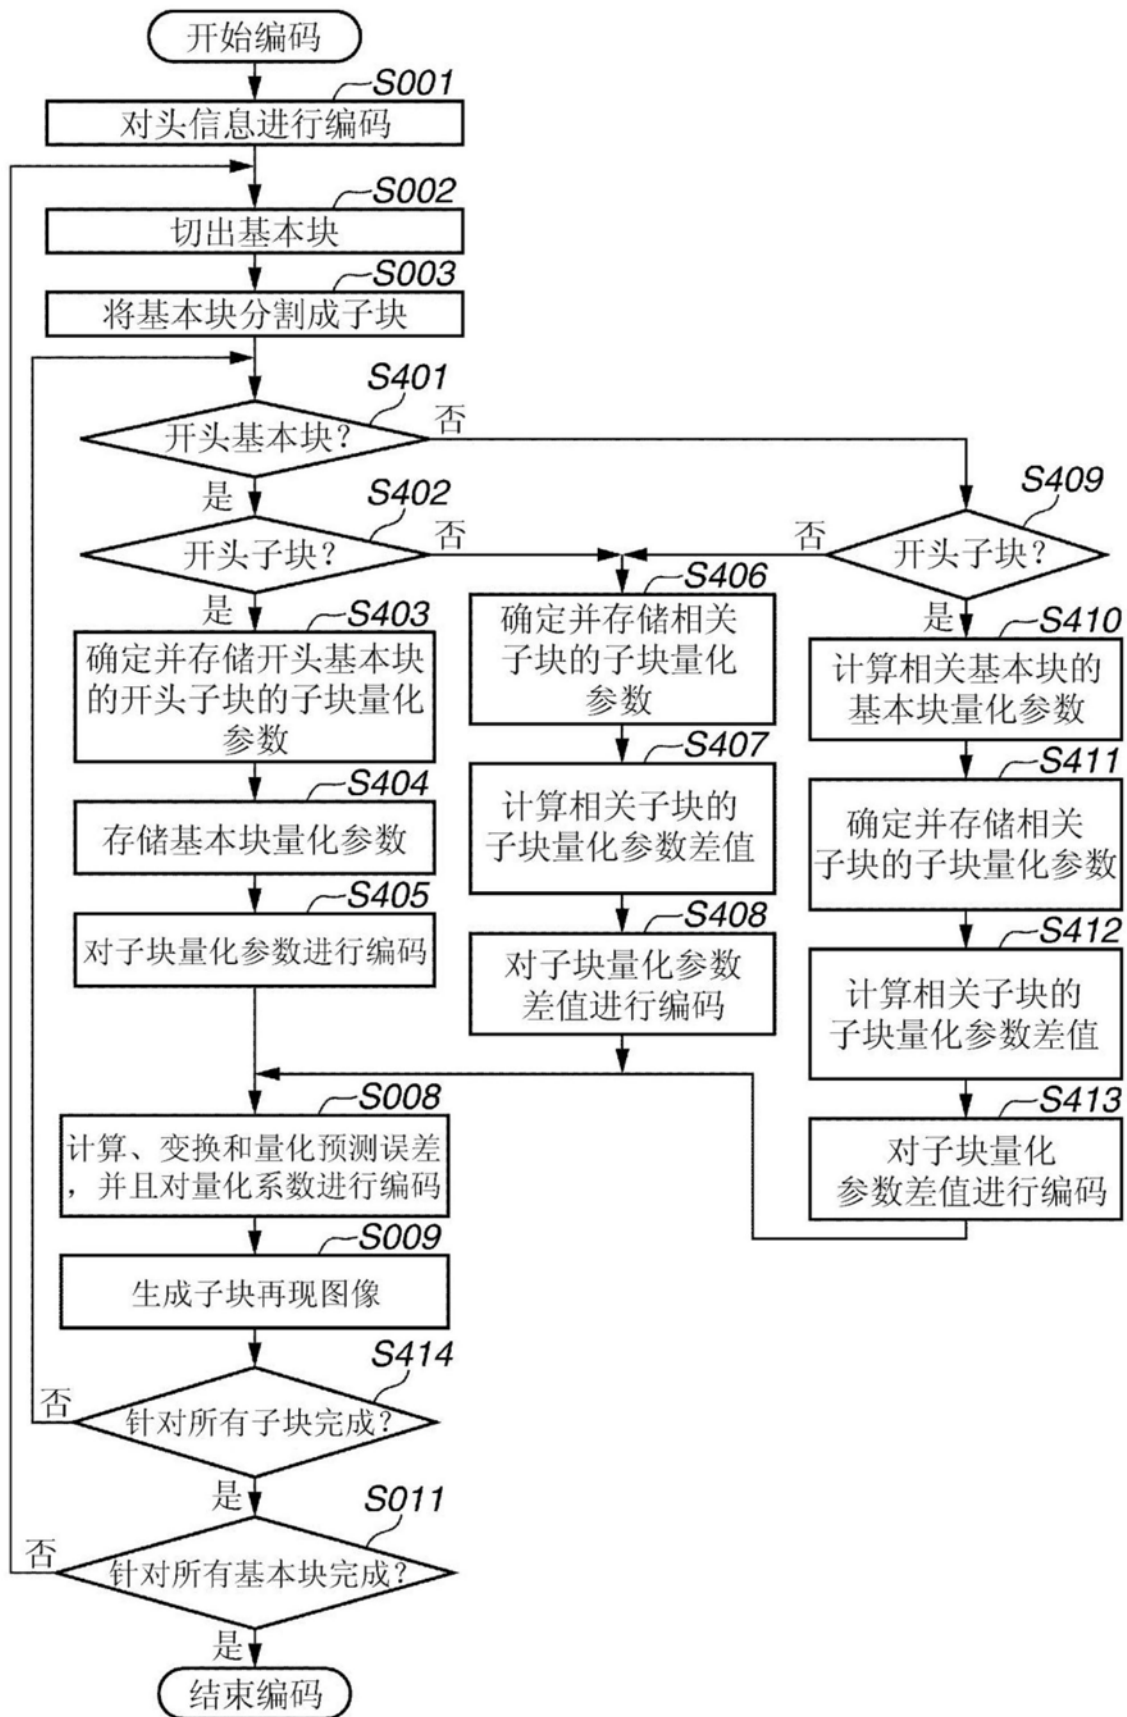 开始编码
S001
对头信息进行编码
S002
切出基本块
S003
将基本块分割成子块
S401
开头基本块？
否
是
S402
开头子块？
否
是
S403
确定并存储开头基本块
的开头子块的子块量化
参数
S404
存储基本块量化参数
S405
对子块量化参数进行编码
S406
确定并存储相关
子块的子块量化
参数
S407
计算相关子块的
子块量化参数差值
S408
对子块量化参数
差值进行编码
S409
开头子块？
否
是
S410
计算相关基本块的
基本块量化参数
S411
确定并存储相关
子块的子块量化参数
S412
计算相关子块的
子块量化参数差值
S413
对子块量化
参数差值进行编码
S008
计算、变换和量化预测误差
，并且对量化系数进行编码
S009
生成子块再现图像
S414
针对所有子块完成？
否
是
S011
针对所有基本块完成？
否
是
结束编码